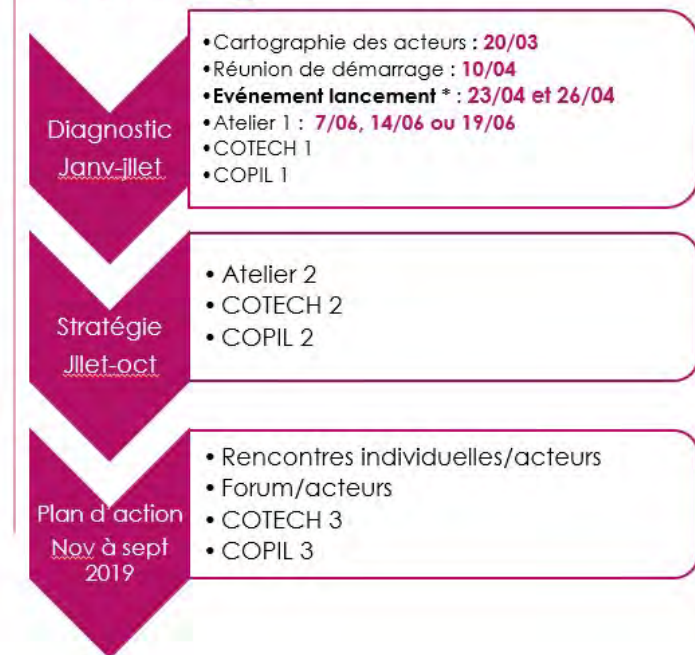 Diagnostic
Janv-jllet
•Cartographie des acteurs : 20/03
•Réunion de démarrage : 10/04
•Evénement lancement * : 23/04 et 26/04
•Atelier 1 : 7/06, 14/06 ou 19/06
•COTECH 1
•COPIL 1
Stratégie
Jllet-oct
• Atelier 2
• COTECH 2
• COPIL 2
Plan d'action
Nov à sept
2019
• Rencontres individuelles/acteurs
• Forum/acteurs
• COTECH 3
• COPIL 3